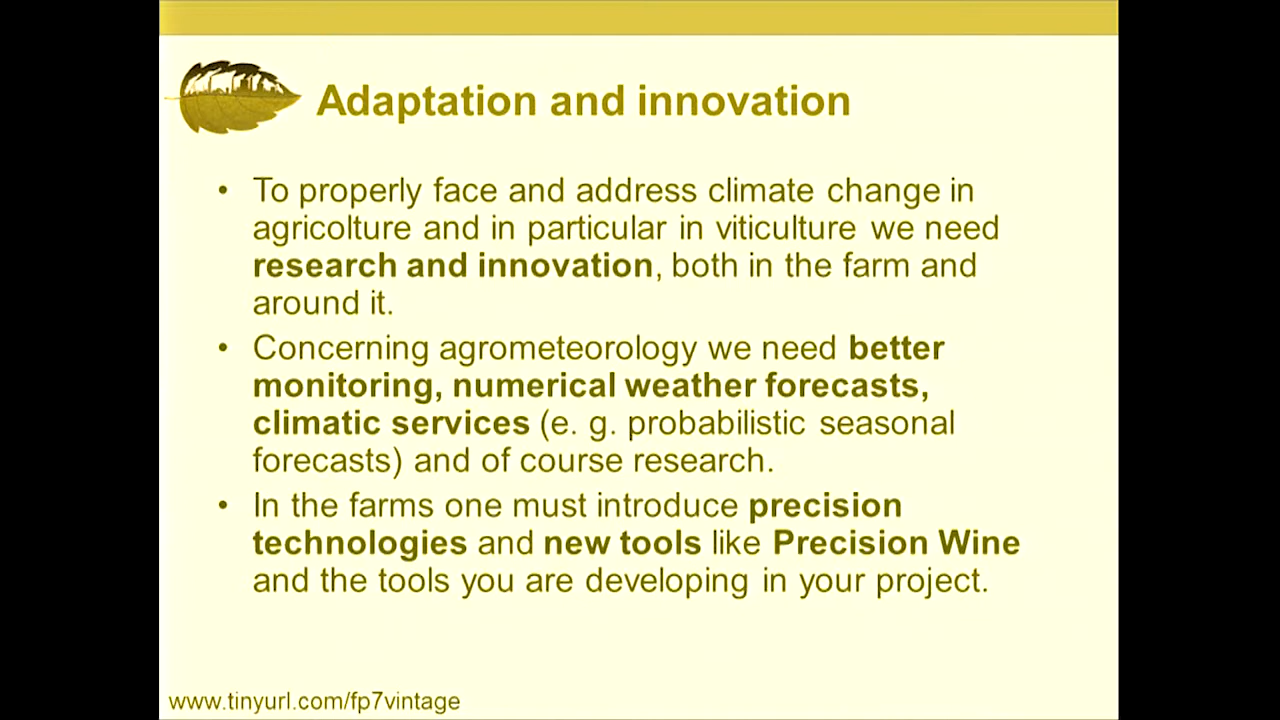 Adaptation and innovation
• To properly face and address climate change in
agricolture and in particular in viticulture we need
research and innovation, both in the farm and
around it.
• Concerning agrometeorology we need better
monitoring, numerical weather forecasts,
climatic services (e. g. probabilistic seasonal
forecasts) and of course research.
• In the farms one must introduce precision
technologies and new tools like Precision Wine
and the tools you are developing in your project.
www.tinyurl.com/fp7vintage